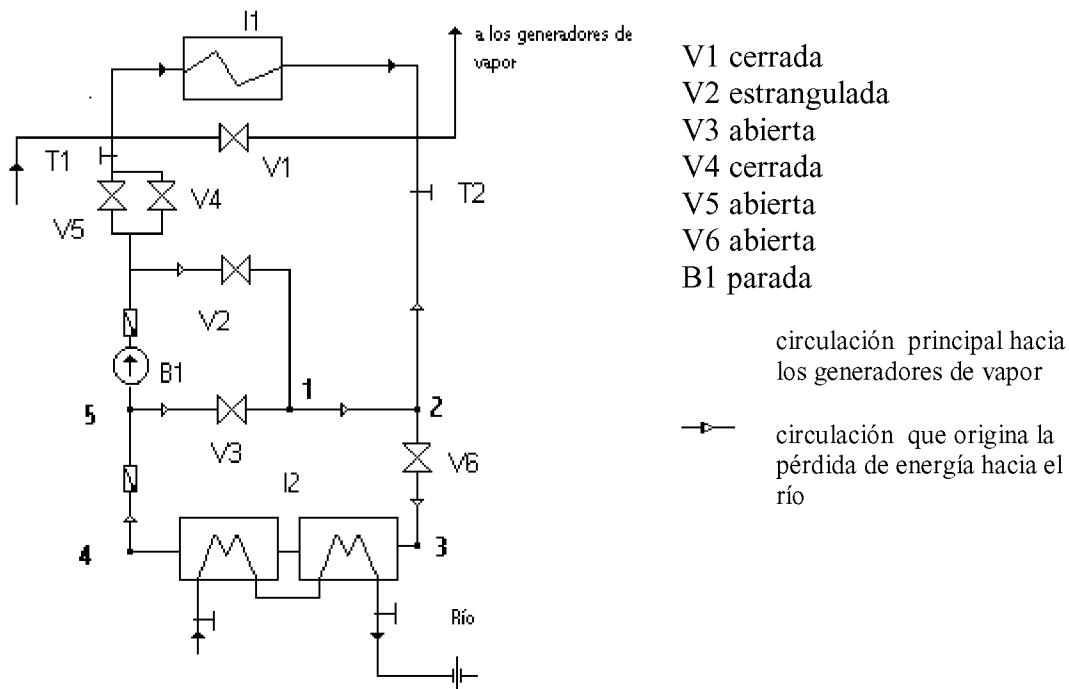 I1
a los generadores de
vapor
T1
V1
V4
V5
T2
V2
B1
1
5
2
V3
V6
I2
4
3
Río
V1 cerrada
V2 estrangulada
V3 abierta
V4 cerrada
V5 abierta
V6 abierta
B1 parada
circulación principal hacia
los generadores de vapor
circulación que origina la
pérdida de energía hacia el
río